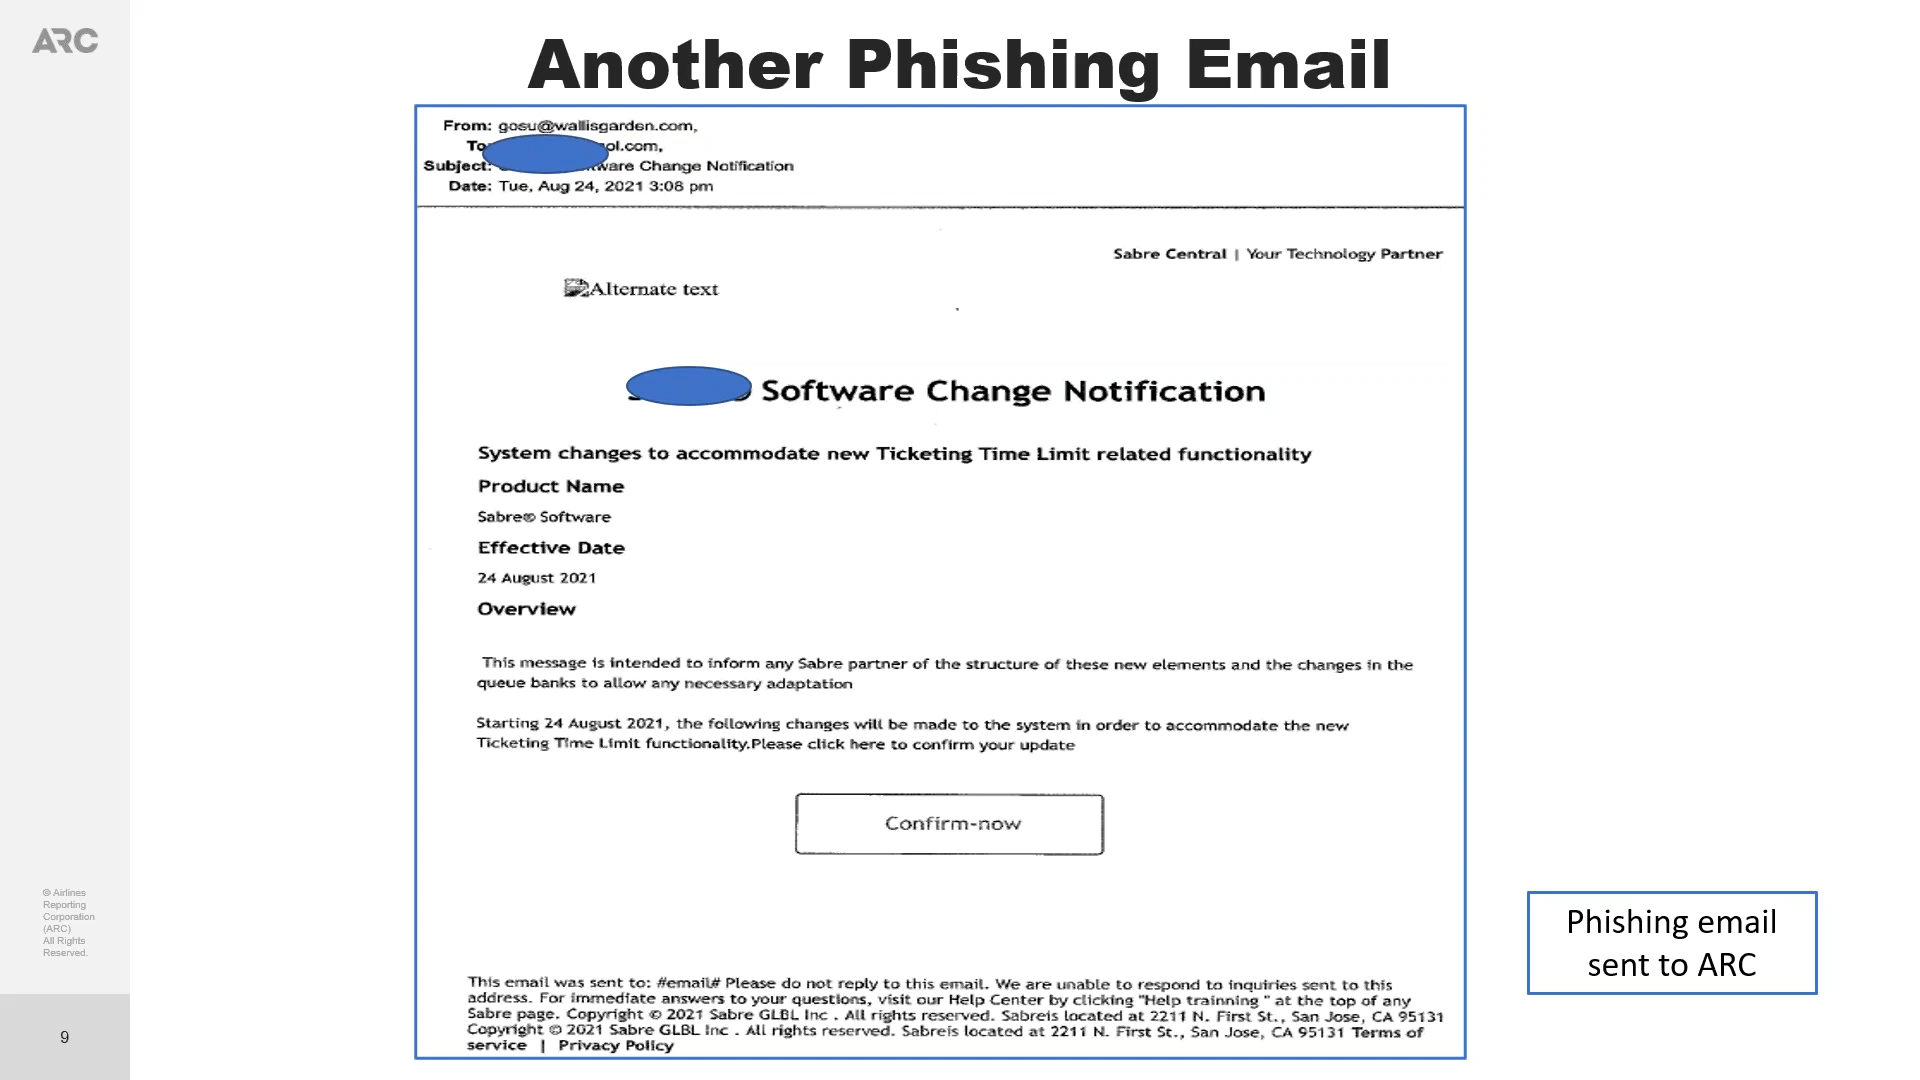 ARC
Another Phishing Email
From: gosu@wallisgarden.com,
To: ol.com,
Subject: ware Change Notification
Date: Tue, Aug 24, 2021 3:08 pm
Sabre Central | Your Technology Partner
Alternate text
Software Change Notification
System changes to accommodate new Ticketing Time Limit related functionality
Product Name
Sabre® Software
Effective Date
24 August 2021
Overview
This message is intended to inform any Sabre partner of the structure of these new elements and the changes in the
queue banks to allow any necessary adaptation
Starting 24 August 2021, the following changes will be made to the system in order to accommodate the new
Ticketing Time Limit functionality.Please click here to confirm your update
Confirm-now
This email was sent to: #email# Please do not reply to this email. We are unable to respond to inquiries sent to this
address. For immediate answers to your questions, visit our Help Center by clicking "Help trainning " at the top of any
Sabre page. Copyright © 2021 Sabre GLBL Inc . All rights reserved. Sabreis located at 2211 N. First St., San Jose, CA 95131
Copyright © 2021 Sabre GLBL Inc . All rights reserved. Sabreis located at 2211 N. First St., San Jose, CA 95131 Terms of
service | Privacy Policy
Phishing email
sent to ARC
© Airlines
Reporting
Corporation
(ARC)
All Rights
Reserved.
9